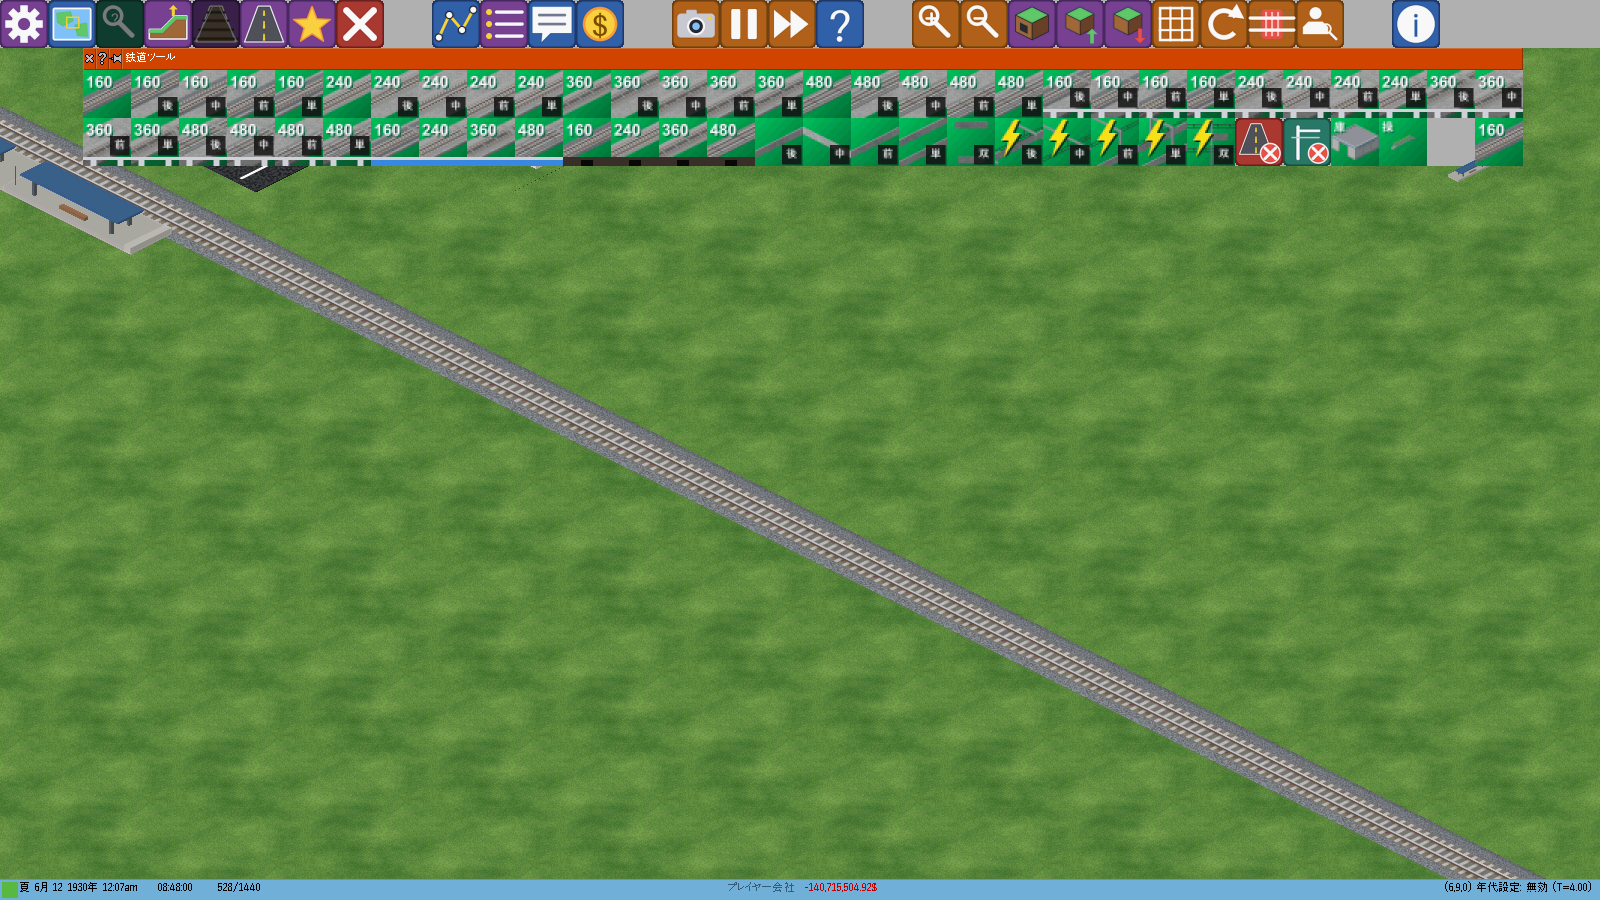 鉄道ツール
160 160 160 160 160 240 240 240 240 240 360 360 360 360 360 480 480 480 480 480 160 160 160 160 240 240 240 240 360 360
後 中 前 単 後 中 前 単 後 中 前 単 後 中 前 単 後 中 前 単 後 中 前 単 後 中
360 360 480 480 480 480 160 240 360 480 160 240 360 480 庫 操 160
前 単 後 中 前 単 後 中 前 単 双 後 中 前 単 双
夏 6月 12 1930年 12:07am 08:48:00 528/1440 プレイヤー会社 -140,715,504.92$ (6,9,0) 年代設定: 無効 (T=4.00)